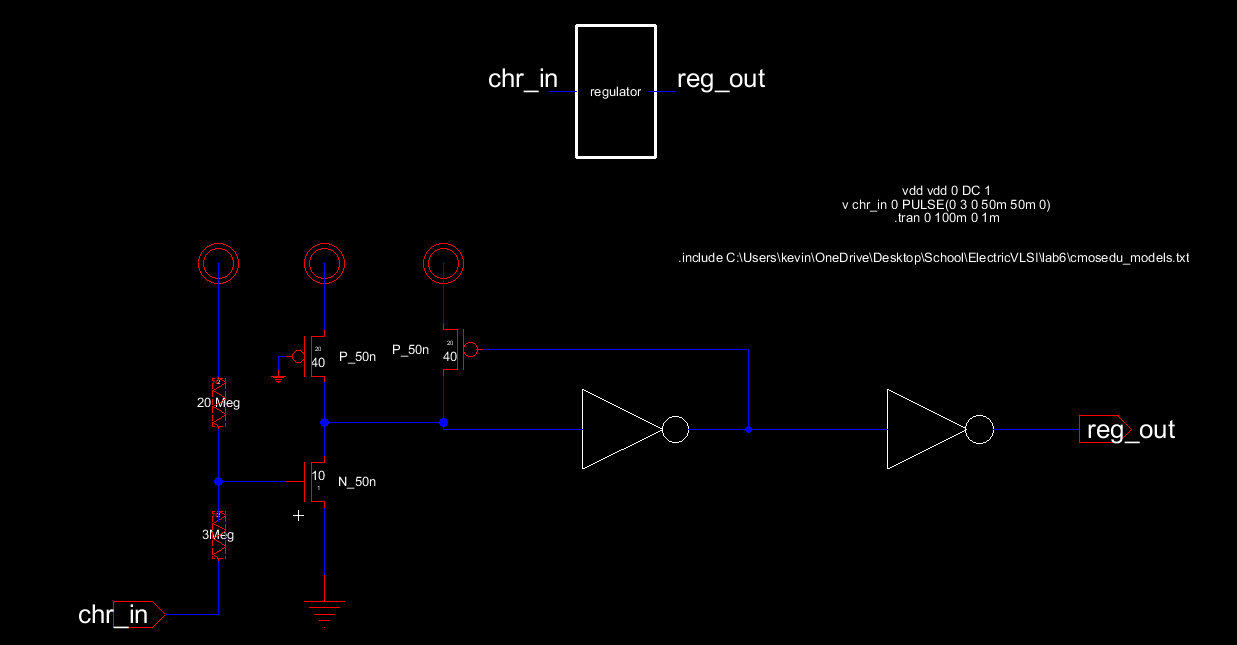 chr_in
regulator
reg_out
vdd vdd 0 DC 1
v chr_in 0 PULSE(0 3 0 50m 50m 0)
.tran 0 100m 0 1m
.include C:\Users\kevin\OneDrive\Desktop\School\ElectricVLSI\lab6\cmosedu_models.txt
20
40
P_50n
P_50n
20
40
20 Meg
10
1
N_50n
3Meg
reg_out
chr_in